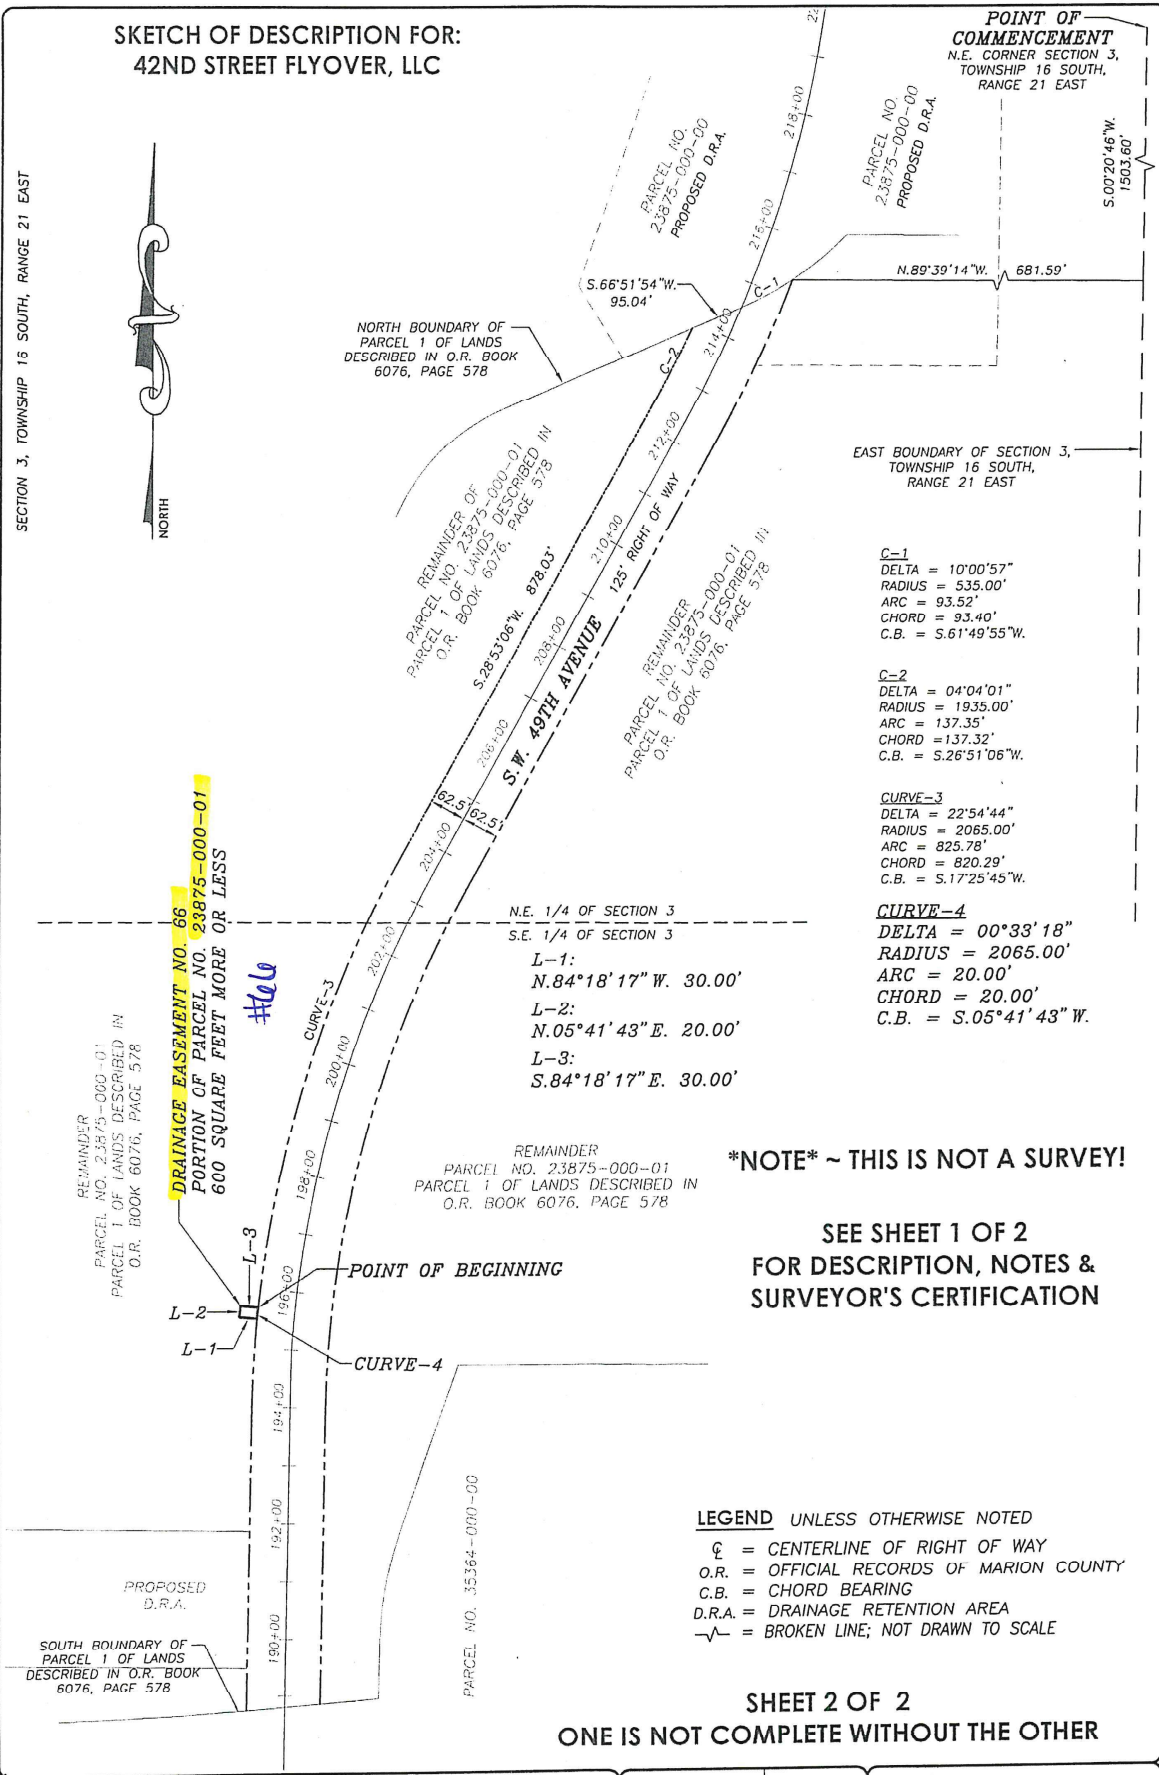 SKETCH OF DESCRIPTION FOR:
42ND STREET FLYOVER, LLC
POINT OF
COMMENCEMENT
N.E. CORNER SECTION 3,
TOWNSHIP 16 SOUTH,
RANGE 21 EAST
S.00°20'46"W.
1503.60'
SECTION 3, TOWNSHIP 16 SOUTH, RANGE 21 EAST
NORTH
PARCEL NO.
23875-000-00
PROPOSED D.R.A.
PARCEL NO.
23875-000-00
PROPOSED D.R.A.
218+00
216+00
N.89°39'14"W. 681.59'
S.66°51'54"W.
95.04'
C-1
214+00
C-2
NORTH BOUNDARY OF
PARCEL 1 OF LANDS
DESCRIBED IN O.R. BOOK
6076, PAGE 578
212+00
EAST BOUNDARY OF SECTION 3,
TOWNSHIP 16 SOUTH,
RANGE 21 EAST
REMAINDER OF
PARCEL NO. 23875-000-01
PARCEL 1 OF LANDS DESCRIBED IN
O.R. BOOK 6076, PAGE 578
S.28°53'06"W. 878.03'
210+00
125' RIGHT OF WAY
208+00
S.W. 49TH AVENUE
REMAINDER
PARCEL NO. 23875-000-01
PARCEL 1 OF LANDS DESCRIBED IN
O.R. BOOK 6076, PAGE 578
206+00
62.5'
62.5'
204+00
C-1
DELTA = 10°00'57"
RADIUS = 535.00'
ARC = 93.52'
CHORD = 93.40'
C.B. = S.61°49'55"W.
C-2
DELTA = 04°04'01"
RADIUS = 1935.00'
ARC = 137.35'
CHORD =137.32'
C.B. = S.26°51'06"W.
CURVE-3
DELTA = 22°54'44"
RADIUS = 2065.00'
ARC = 825.78'
CHORD = 820.29'
C.B. = S.17°25'45"W.
CURVE-4
DELTA = 00°33'18"
RADIUS = 2065.00'
ARC = 20.00'
CHORD = 20.00'
C.B. = S.05°41'43"W.
N.E. 1/4 OF SECTION 3
S.E. 1/4 OF SECTION 3
L-1:
N.84°18'17"W. 30.00'
L-2:
N.05°41'43"E. 20.00'
L-3:
S.84°18'17"E. 30.00'
DRAINAGE EASEMENT NO. 66
PORTION OF PARCEL NO. 23875-000-01
600 SQUARE FEET MORE OR LESS
#66
202+00
CURVE-3
200+00
REMAINDER
PARCEL NO. 23875-000-01
PARCEL 1 OF LANDS DESCRIBED IN
O.R. BOOK 6076, PAGE 578
198+00
REMAINDER
PARCEL NO. 23875-000-01
PARCEL 1 OF LANDS DESCRIBED IN
O.R. BOOK 6076, PAGE 578
*NOTE* ~ THIS IS NOT A SURVEY!
SEE SHEET 1 OF 2
FOR DESCRIPTION, NOTES &
SURVEYOR'S CERTIFICATION
L-3
POINT OF BEGINNING
196+00
L-2
L-1
CURVE-4
194+00
192+00
190+00
PARCEL NO. 35364-000-00
PROPOSED
D.R.A.
SOUTH BOUNDARY OF
PARCEL 1 OF LANDS
DESCRIBED IN O.R. BOOK
6076, PAGE 578
LEGEND UNLESS OTHERWISE NOTED
℄ = CENTERLINE OF RIGHT OF WAY
O.R. = OFFICIAL RECORDS OF MARION COUNTY
C.B. = CHORD BEARING
D.R.A. = DRAINAGE RETENTION AREA
= BROKEN LINE; NOT DRAWN TO SCALE
SHEET 2 OF 2
ONE IS NOT COMPLETE WITHOUT THE OTHER